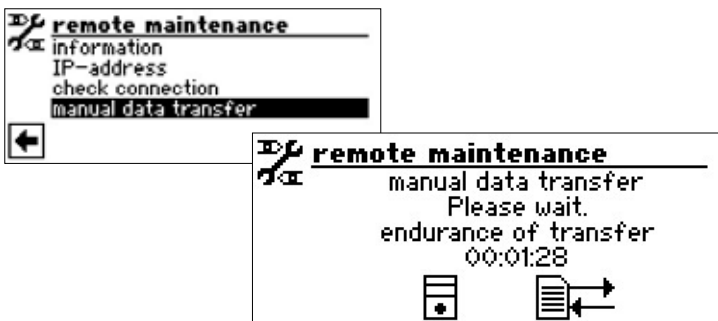 remote maintenance
information
IP-address
check connection
manual data transfer
remote maintenance
manual data transfer
Please wait.
endurance of transfer
00:01:28